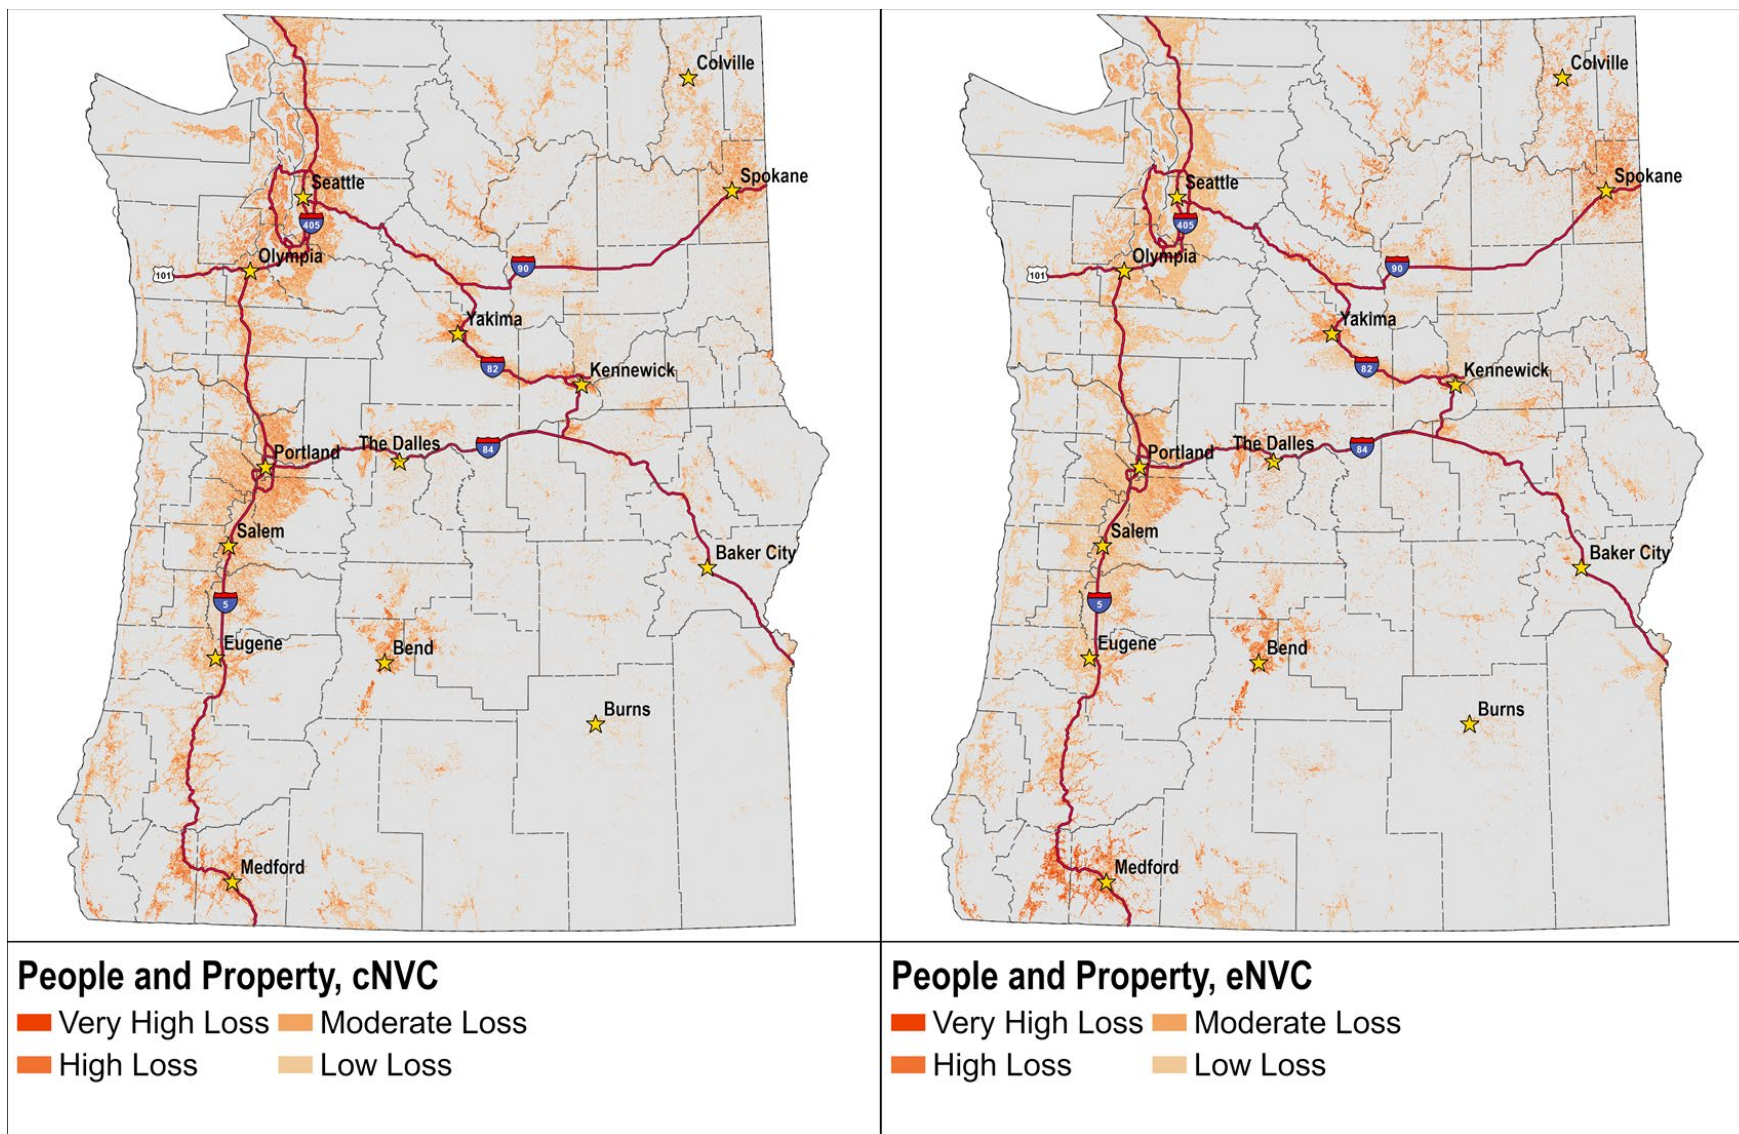 Colville
Spokane
Seattle
405
Olympia
101
90
Yakima
82
Kennewick
Portland
The Dalles
84
Salem
Baker City
5
Eugene
Bend
Burns
Medford
People and Property, cNVC
Very High Loss Moderate Loss
High Loss Low Loss
Colville
Spokane
Seattle
405
Olympia
101
90
Yakima
82
Kennewick
Portland
The Dalles
84
Salem
Baker City
5
Eugene
Bend
Burns
Medford
People and Property, eNVC
Very High Loss Moderate Loss
High Loss Low Loss